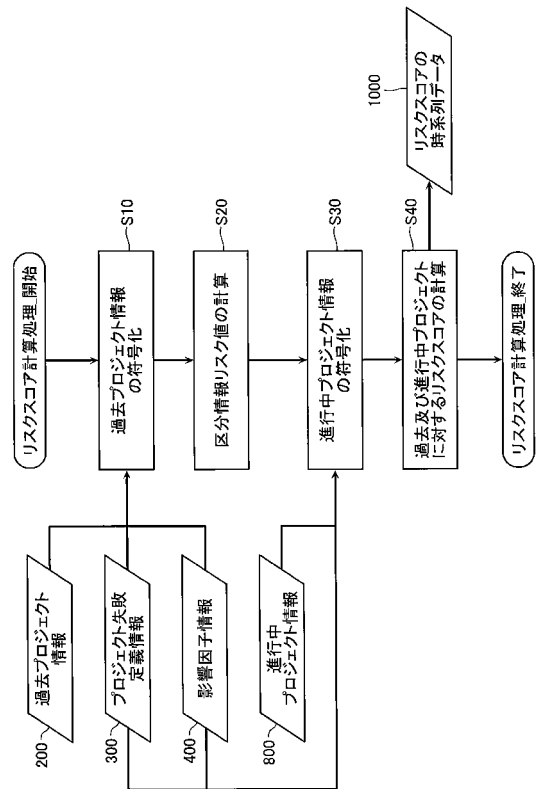 リスクスコア計算処理_開始
過去プロジェクト
情報
200
プロジェクト失敗
定義情報
300
影響因子情報
400
進行中
プロジェクト情報
800
過去プロジェクト情報
の符号化
S10
区分情報リスク値の計算
S20
進行中プロジェクト情報
の符号化
S30
過去及び進行中プロジェクト
に対するリスクスコアの計算
S40
リスクスコアの
時系列データ
1000
リスクスコア計算処理_終了